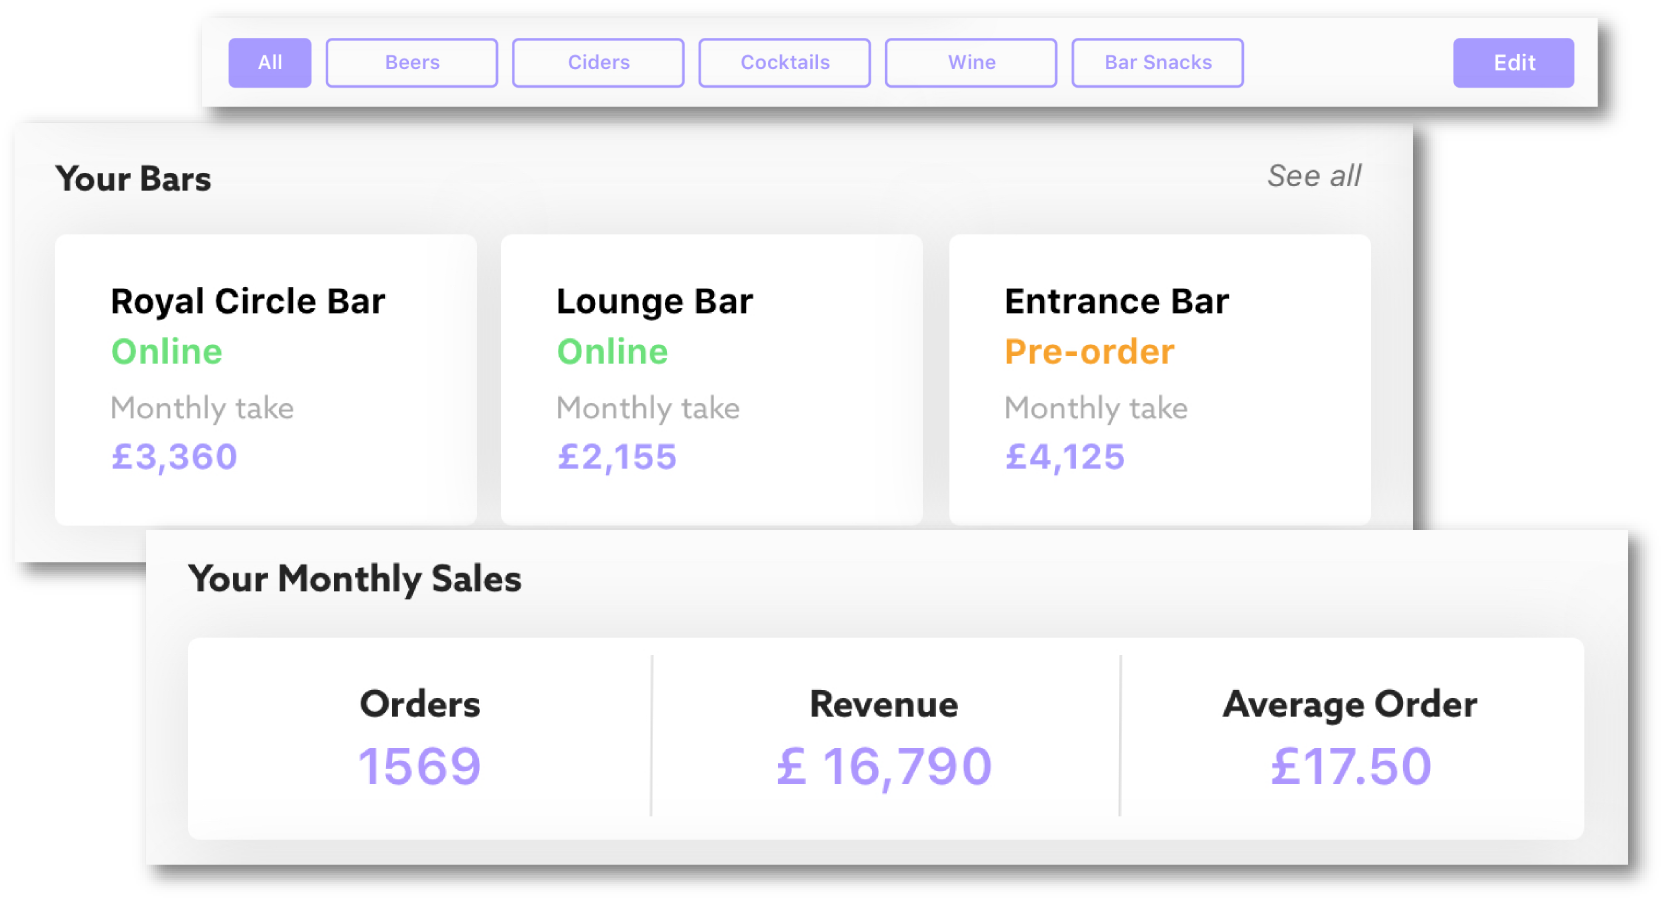 All Beers Ciders Cocktails Wine Bar Snacks Edit
Your Bars See all
Royal Circle Bar
Online
Monthly take
£3,360
Lounge Bar
Online
Monthly take
£2,155
Entrance Bar
Pre-order
Monthly take
£4,125
Your Monthly Sales
Orders
1569
Revenue
£ 16,790
Average Order
£17.50